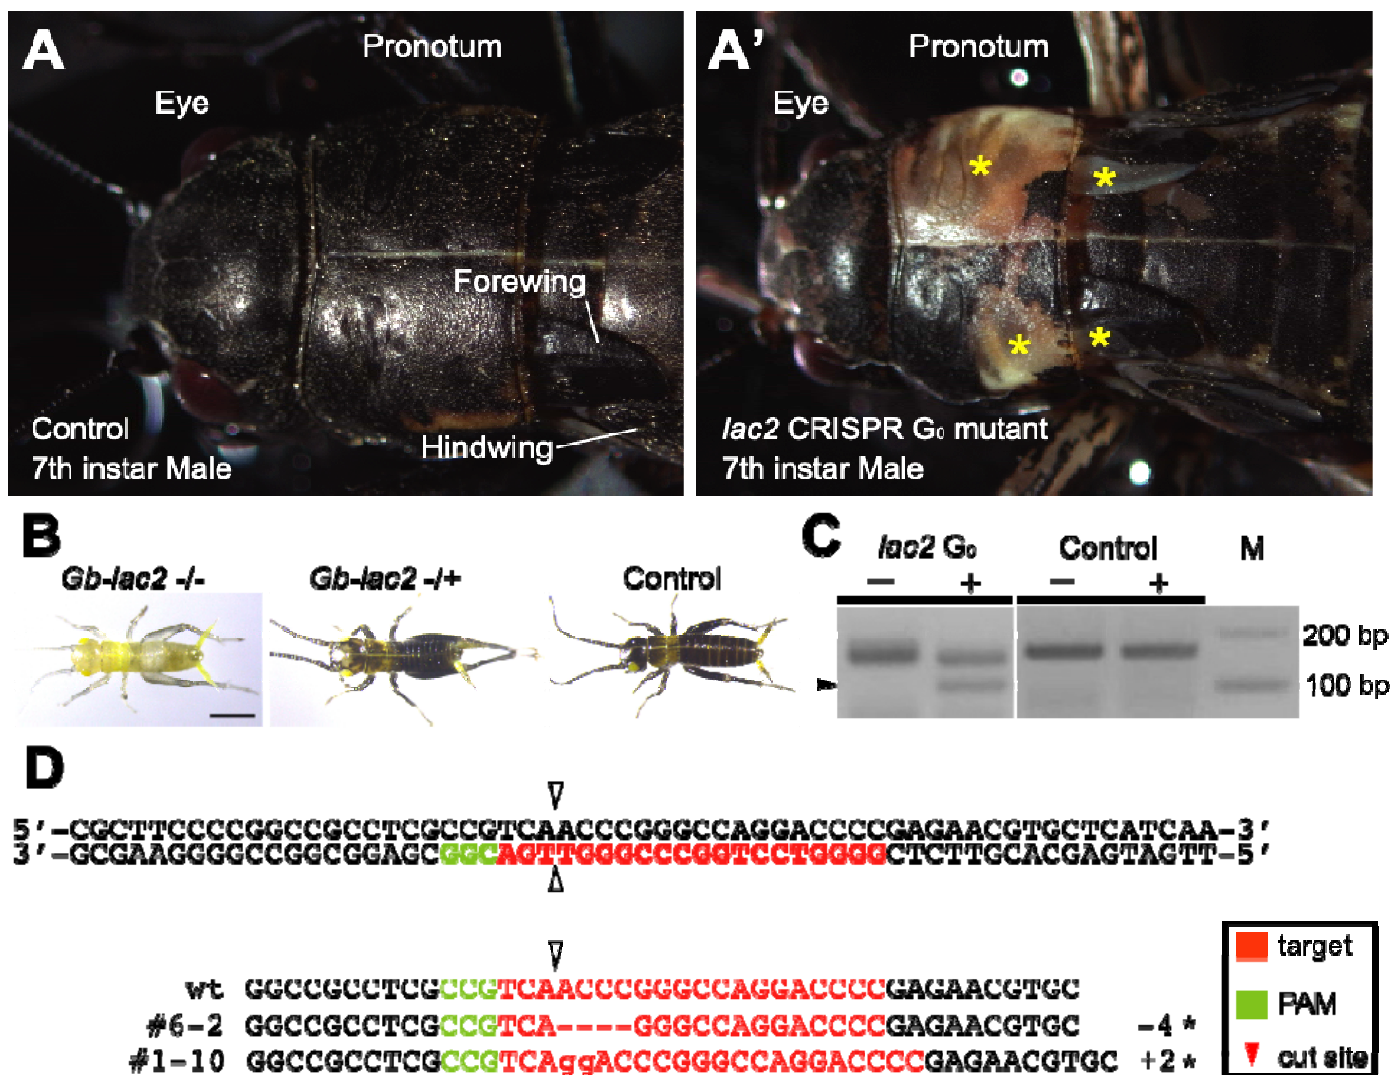 A
Pronotum
Eye
Forewing
Hindwing
Control
7th instar Male
A’
Pronotum
Eye
*
*
*
*
lac2 CRISPR G₀ mutant
7th instar Male
B
Gb-lac2 -/-
Gb-lac2 -/+
Control
C
lac2 G₀
Control
M
— + — +
200 bp
100 bp
D
5’-CGCTTCCCCGGCCGCCTCGCCGTCAACCCGGGCCAGGACCCCGAGAACGTGCTCATCAA-3’
3’-GCGAAGGGGCCGGCGGAGCGGCAGTTGGGCCCGGTCCTGGGGCTCTTGCACGAGTAGTT-5’
wt GGCCGCCTCGCCGTCAACCCGGGCCAGGACCCCGAGAACGTGC
#6-2 GGCCGCCTCGCCGTCA----GGGCCAGGACCCCGAGAACGTGC -4 *
#1-10 GGCCGCCTCGCCGTCAggACCCGGGCCAGGACCCCGAGAACGTGC +2 *
target
PAM
cut site